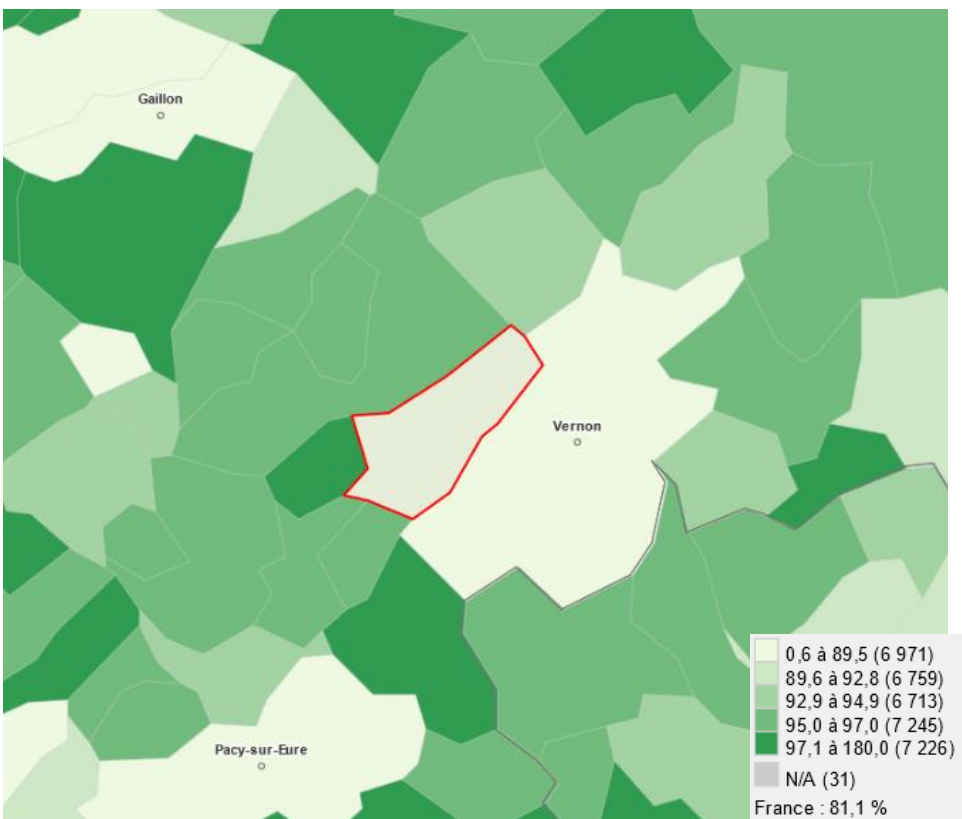 Gaillon
Vernon
Pacy-sur-Eure
0,6 à 89,5 (6 971)
89,6 à 92,8 (6 759)
92,9 à 94,9 (6 713)
95,0 à 97,0 (7 245)
97,1 à 180,0 (7 226)
N/A (31)
France : 81,1 %